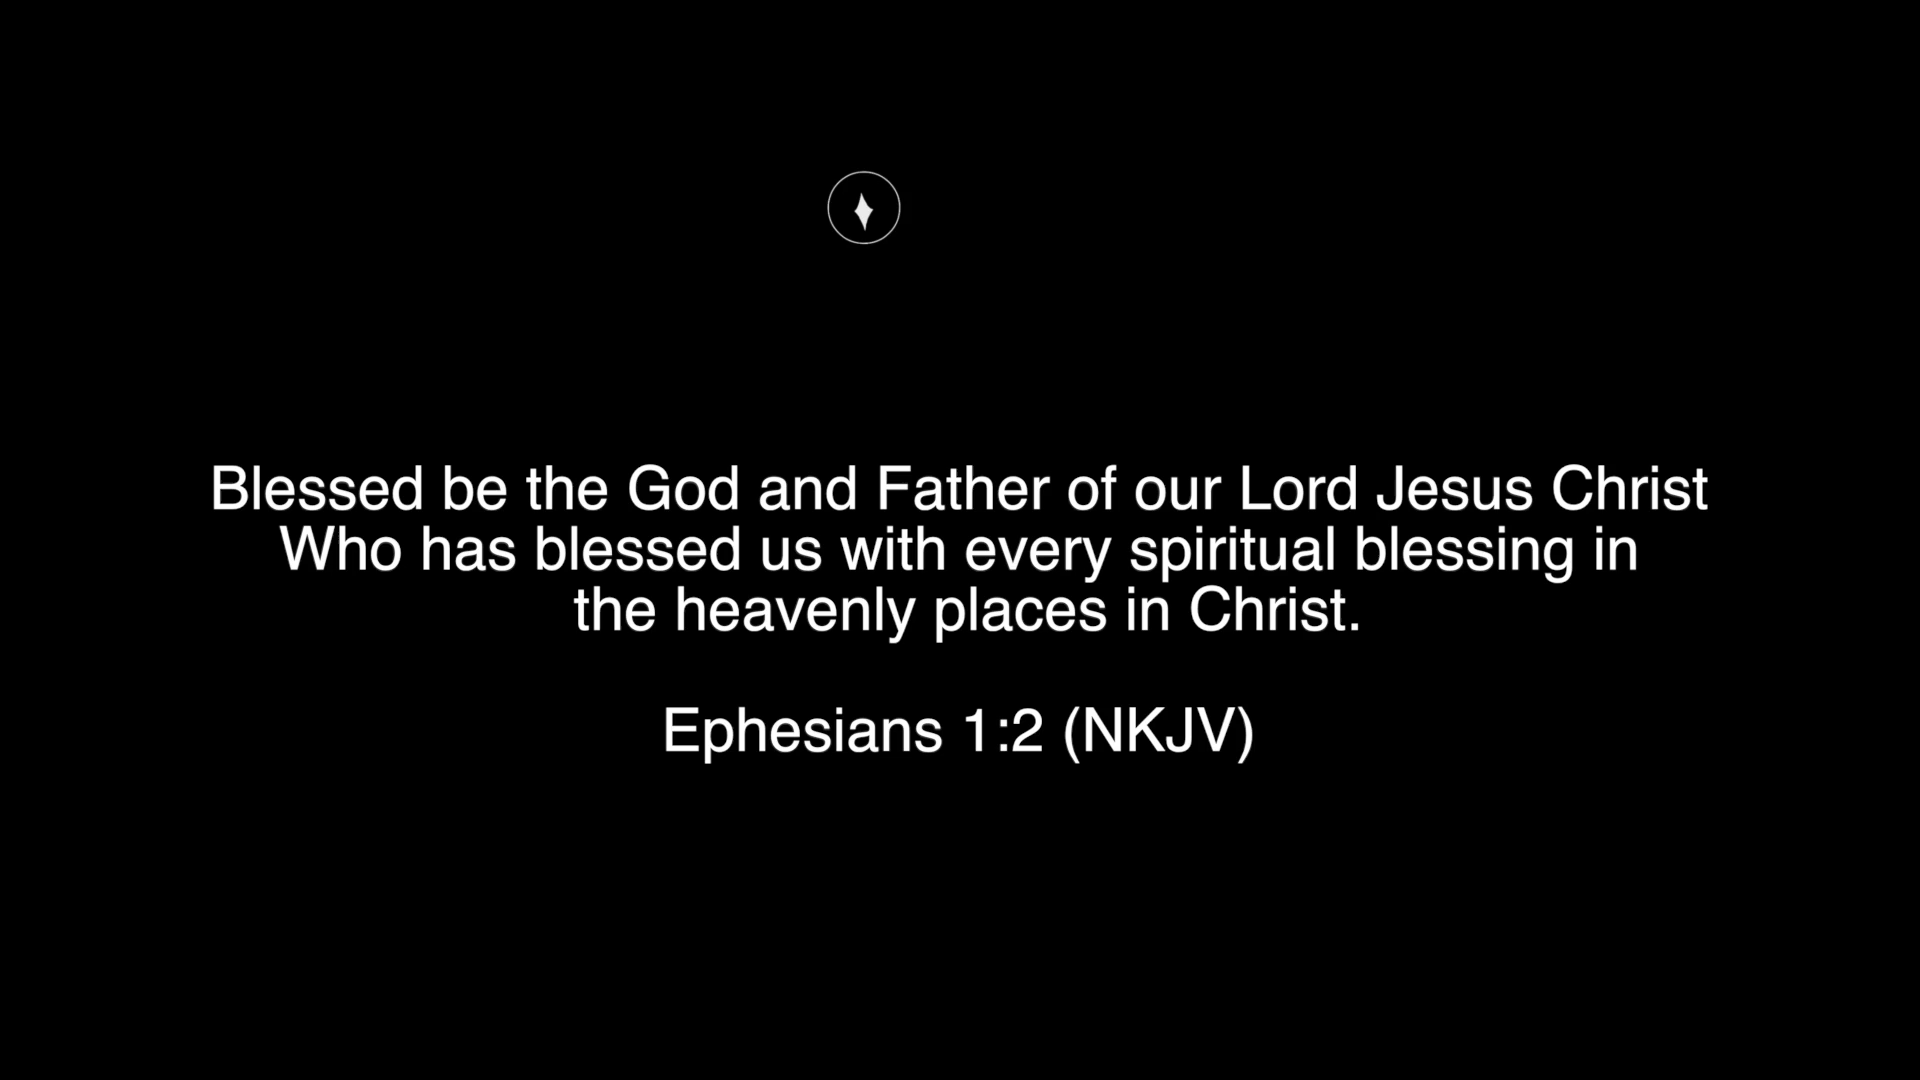 Blessed be the God and Father of our Lord Jesus Christ
Who has blessed us with every spiritual blessing in
the heavenly places in Christ.
Ephesians 1:2 (NKJV)